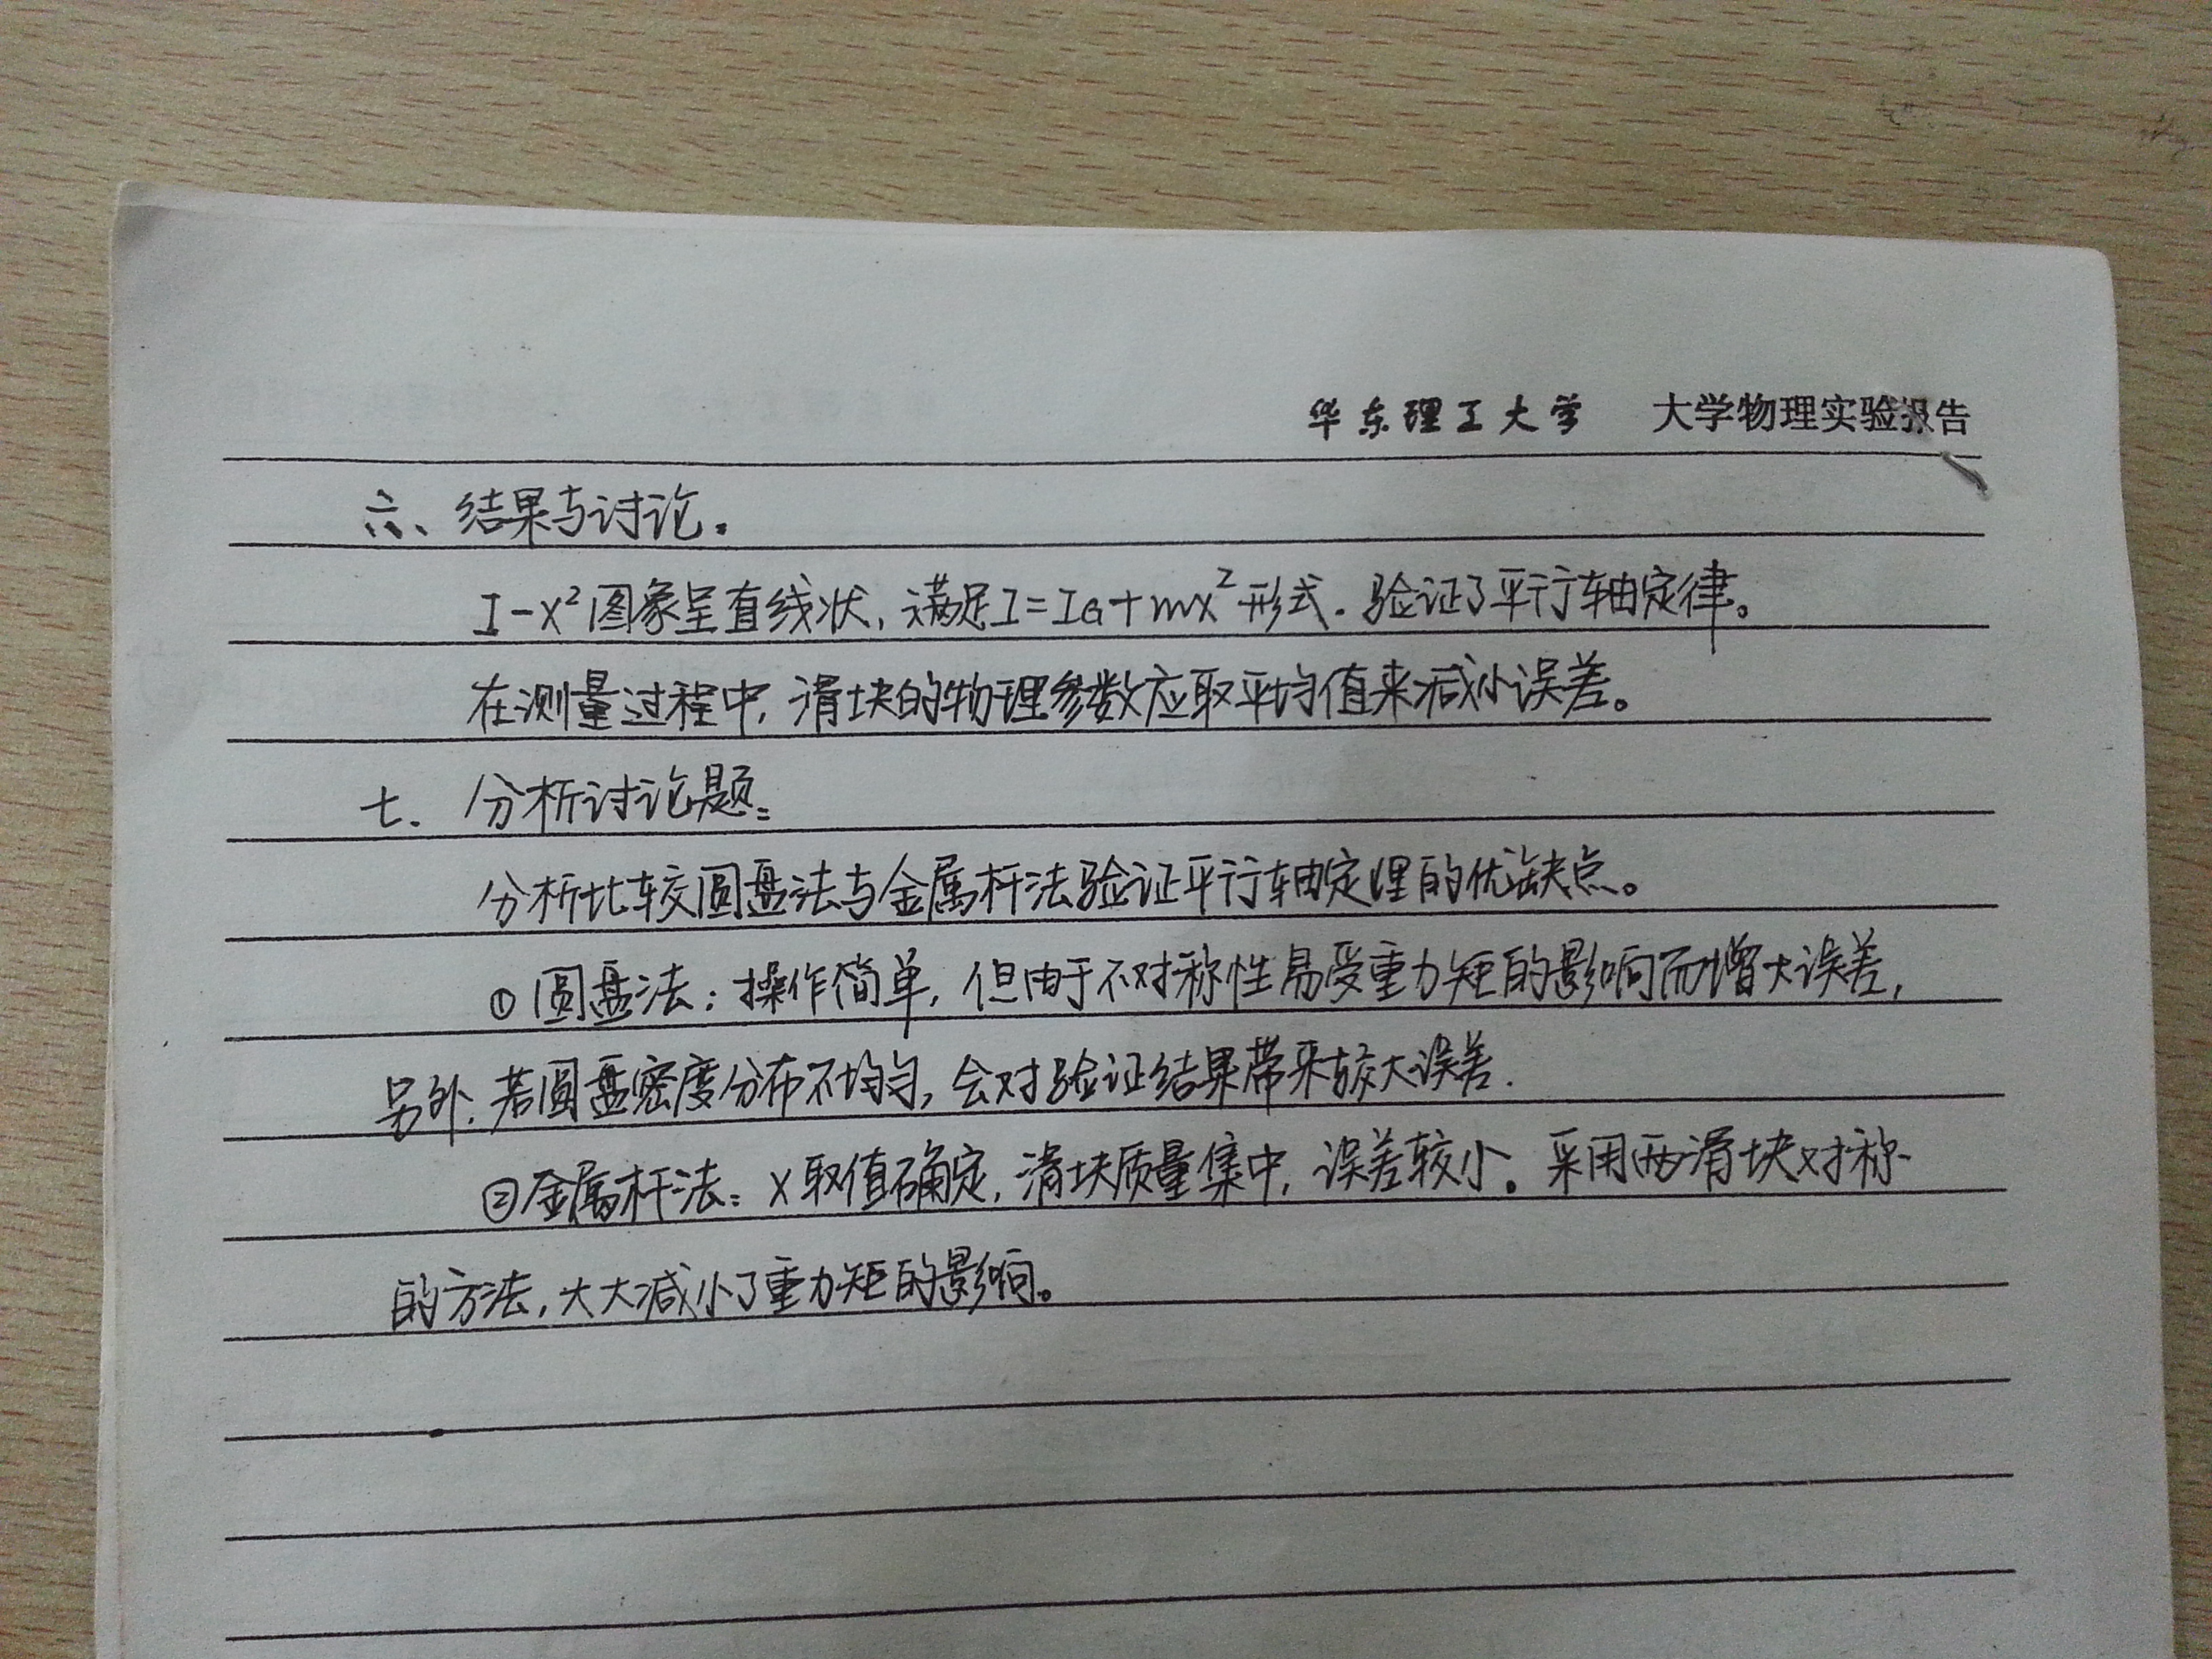 华东理工大学 大学物理实验报告
六、结果与讨论。
I-X²图象呈直线状,满足I=IG+mx²形式.验证了平行轴定律。
在测量过程中,滑块的物理参数应取平均值来减小误差。
七、分析讨论题:
分析比较圆盘法与金属杆法验证平行轴定理的优缺点。
①圆盘法:操作简单,但由于不对称性易受重力矩的影响而增大误差,
另外.若圆盘密度分布不均匀,会对验证结果带来较大误差.
②金属杆法:X取值确定,滑块质量集中,误差较小。采用两滑块对称
的方法,大大减小了重力矩的影响。